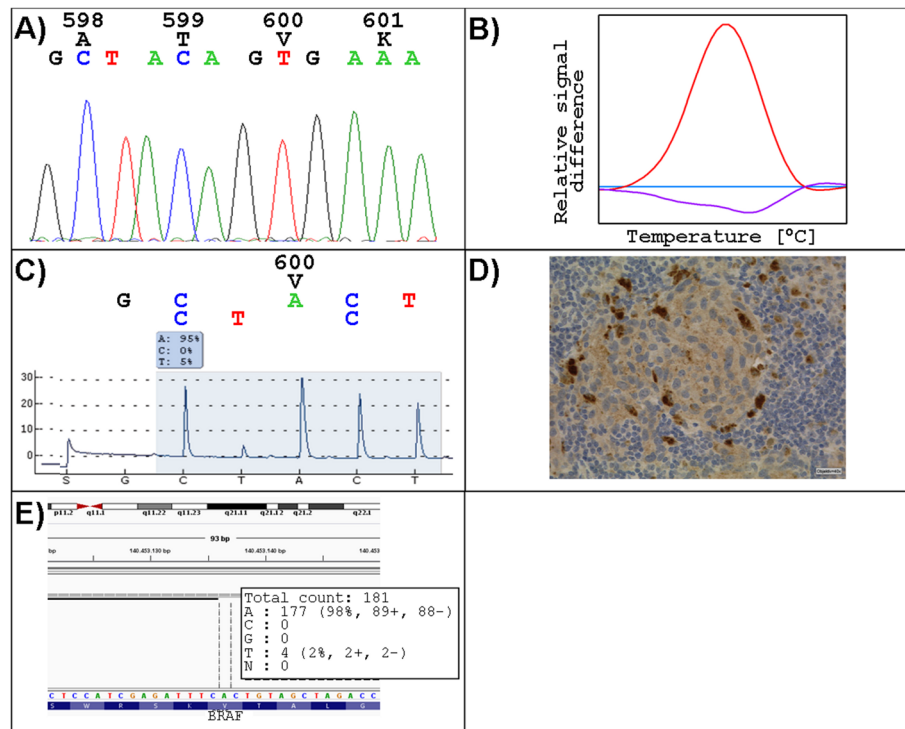 A)
598 599 600 601
A T V K
G C T A C A G T G A A A
B)
Relative signal
difference
Temperature [°C]
C)
600
V
G C A C T
C T C
A: 95%
C: 0%
T: 5%
30
20
10
0
S G C T A C T
D)
E)
p11.2 q11.1 q11.22 q11.23 q21.11 q21.12 q21.2 q22.1
93 bp
bp 140.453.130 bp 140.453.140 bp 140.453
Total count: 181
A : 177 (98%, 89+, 88-)
C : 0
G : 0
T : 4 (2%, 2+, 2-)
N : 0
C T C C A T C G A G A T T T C A C T G T A G C T A G A C C
S W R S K V T A L G
BRAF